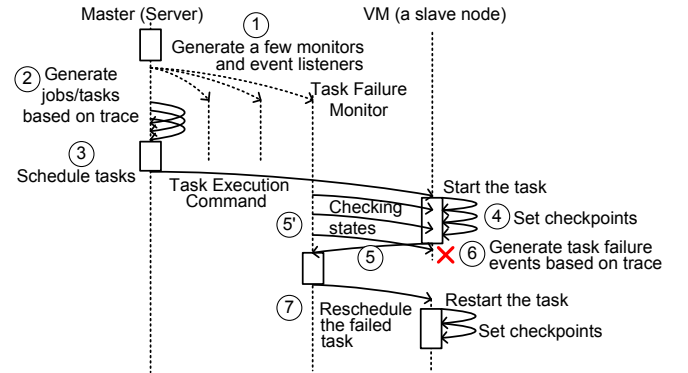 Master (Server)
VM (a slave node)
1
Generate a few monitors
and event listeners
2 Generate
jobs/tasks
based on trace
Task Failure
Monitor
3
Schedule tasks
Task Execution
Command
Start the task
Checking
states
4 Set checkpoints
5'
5
6 Generate task failure
events based on trace
7
Reschedule
the failed
task
Restart the task
Set checkpoints